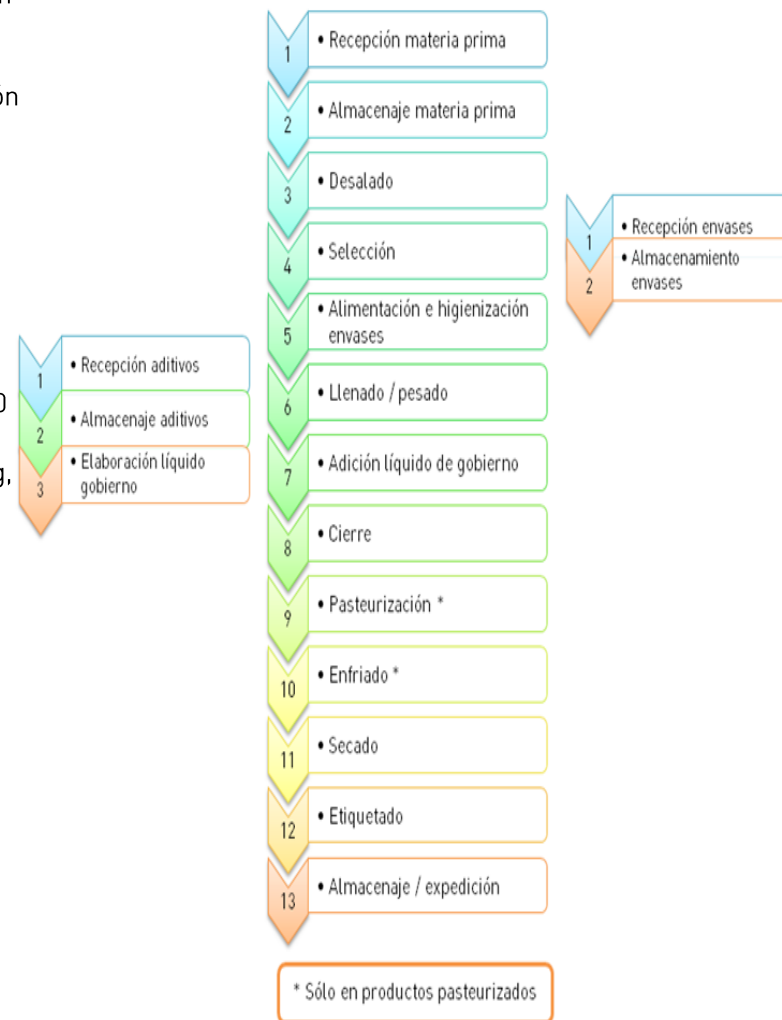 ón
1
• Recepción materia prima
2
• Almacenaje materia prima
3
• Desalado
4
• Selección
5
• Alimentación e higienización
envases
6
• Llenado / pesado
7
• Adición líquido de gobierno
8
• Cierre
9
• Pasteurización *
10
• Enfriado *
11
• Secado
12
• Etiquetado
13
• Almacenaje / expedición
* Sólo en productos pasteurizados
1
• Recepción aditivos
2
• Almacenaje aditivos
3
• Elaboración líquido
gobierno
g,
1
• Recepción envases
2
• Almacenamiento
envases